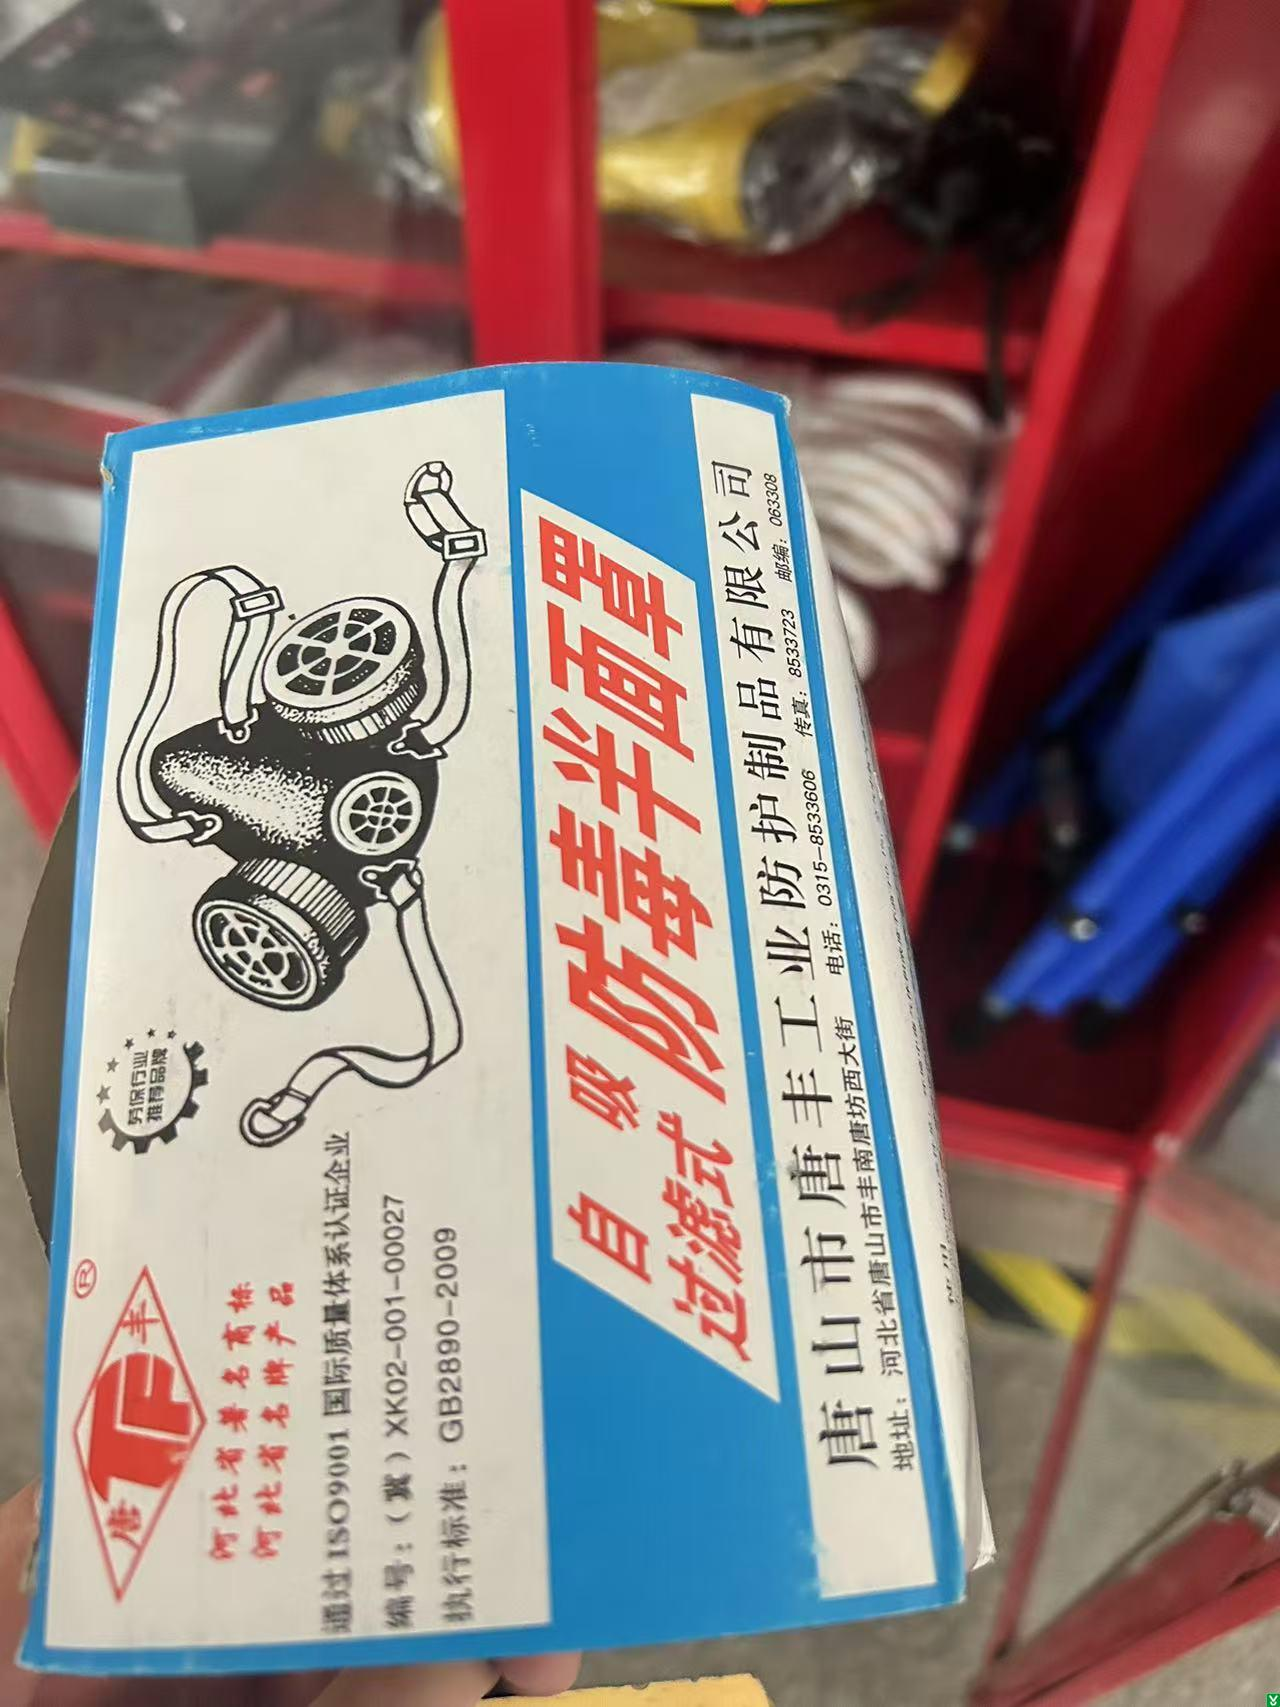 唐丰
®
河北省著名商标
河北省名牌产品
劳保行业
推荐品牌
通过ISO9001国际质量体系认证企业
编号：（冀）XK02-001-00027
执行标准：GB2890-2009
自吸
过滤式
防毒半面罩
唐山市唐丰工业防护制品有限公司
地址：河北省唐山市丰南唐坊西大街 电话：0315-8533606 传真：8533723 邮编：063308